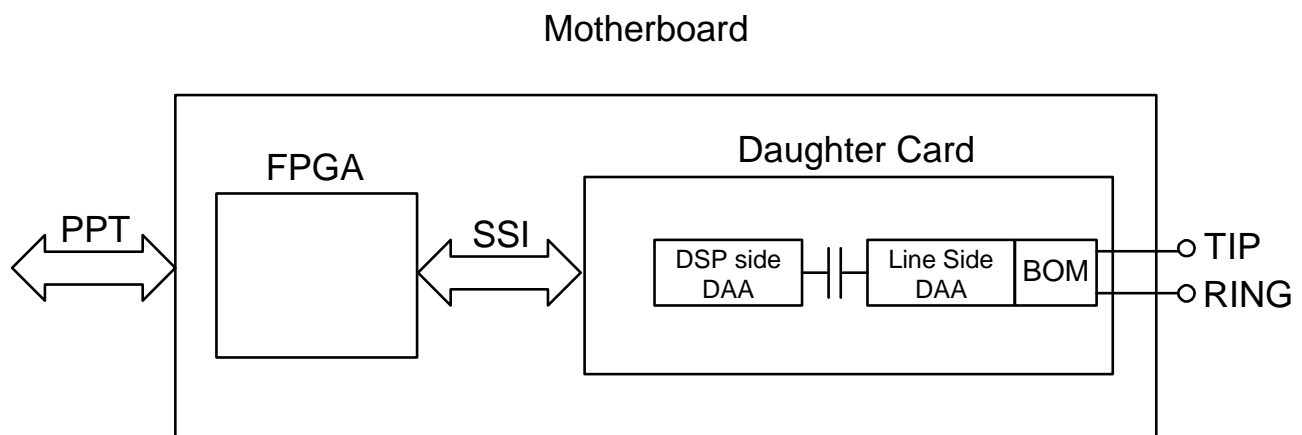 Motherboard
Daughter Card
FPGA
PPT
SSI
DSP side
DAA
Line Side
DAA
BOM
TIP
RING